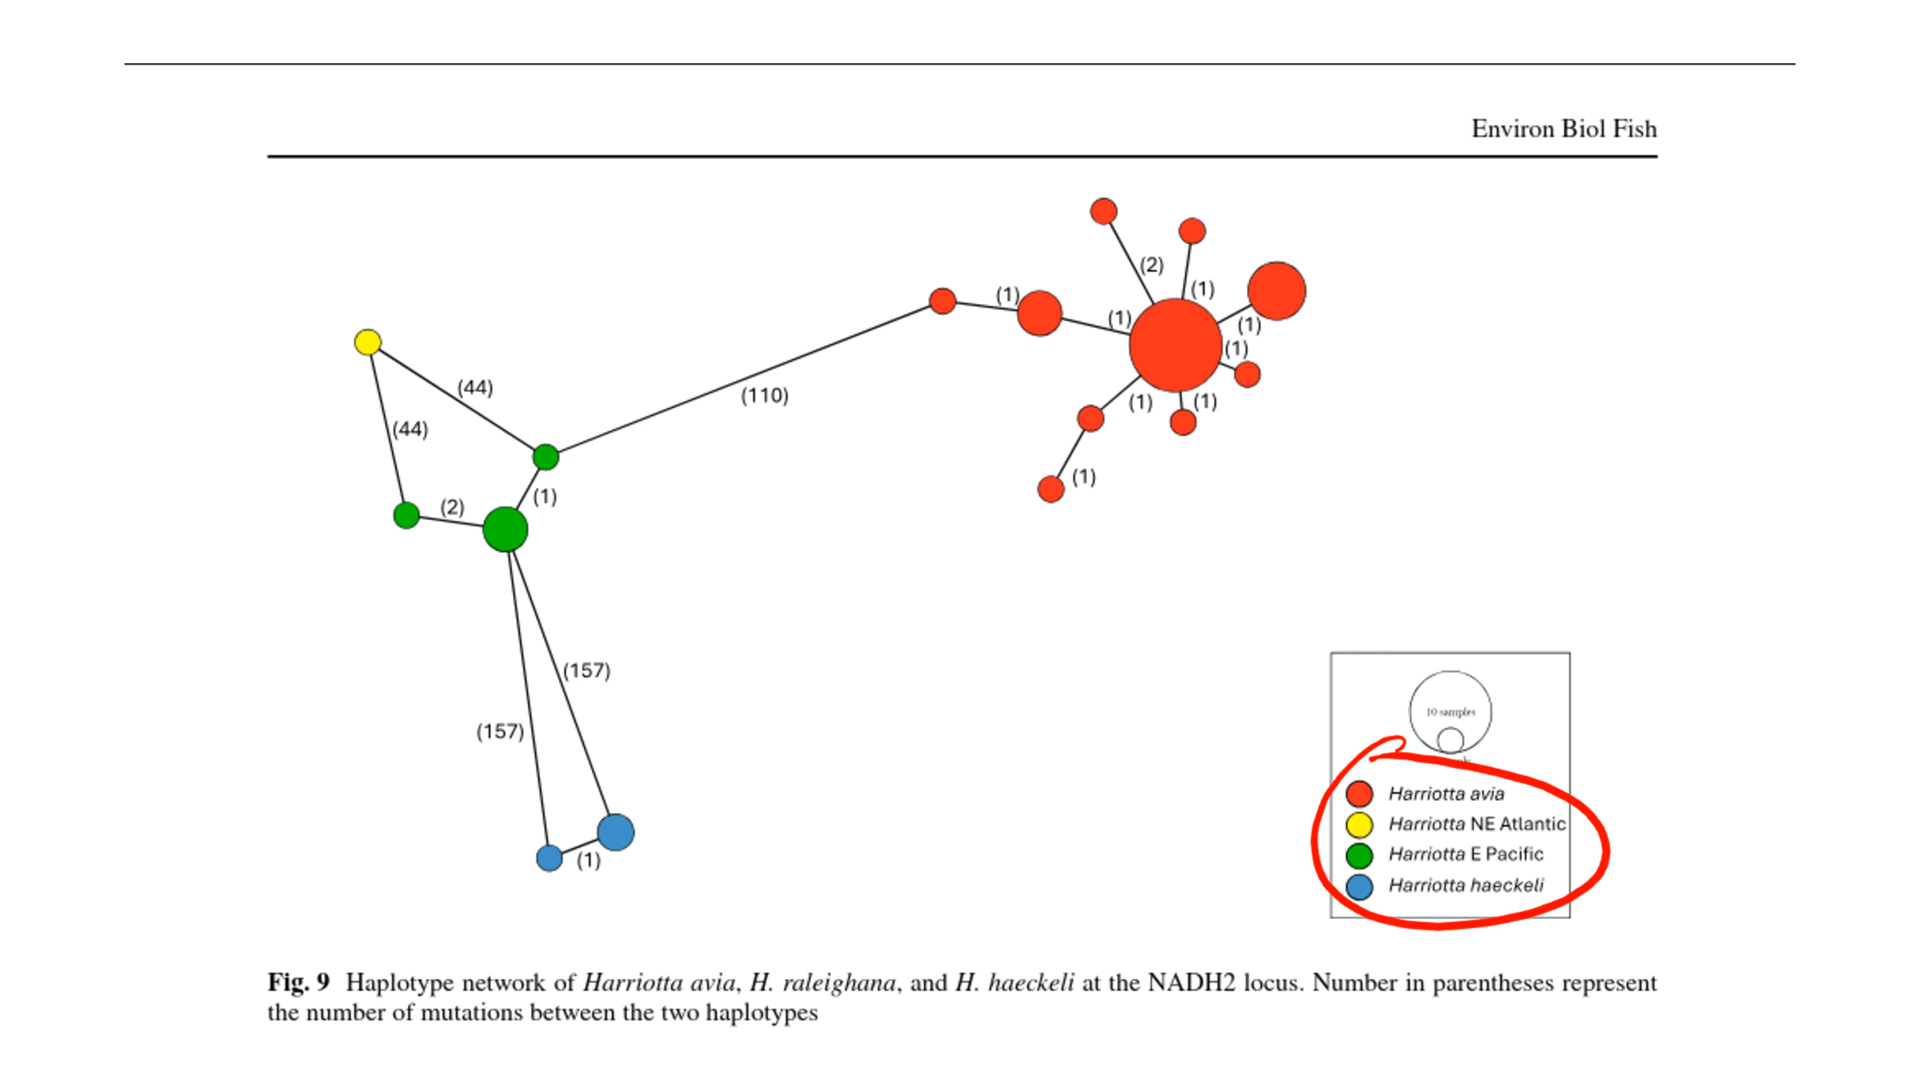 Environ Biol Fish
(2)
(1)
(1)
(1)
(1)
(1)
(44)
(1)
(110)
(1)
(1)
(44)
(1)
(1)
(2)
(157)
(157)
10 samples
Harriotta avia
Harriotta NE Atlantic
Harriotta E Pacific
(1)
Harriotta haeckeli
Fig. 9 Haplotype network of Harriotta avia, H. raleighana, and H. haeckeli at the NADH2 locus. Number in parentheses represent
the number of mutations between the two haplotypes